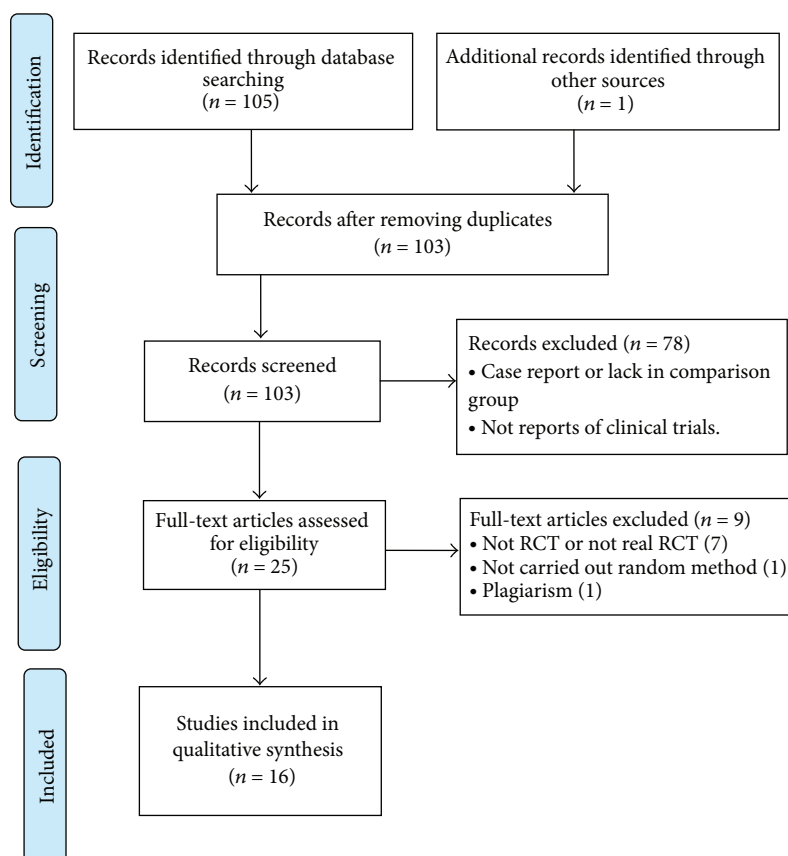 Identification
Records identified through database
searching
(n = 105)
Additional records identified through
other sources
(n = 1)
Records after removing duplicates
(n = 103)
Screening
Records screened
(n = 103)
Records excluded (n = 78)
• Case report or lack in comparison
group
• Not reports of clinical trials.
Eligibility
Full-text articles assessed
for eligibility
(n = 25)
Full-text articles excluded (n = 9)
• Not RCT or not real RCT (7)
• Not carried out random method (1)
• Plagiarism (1)
Included
Studies included in
qualitative synthesis
(n = 16)